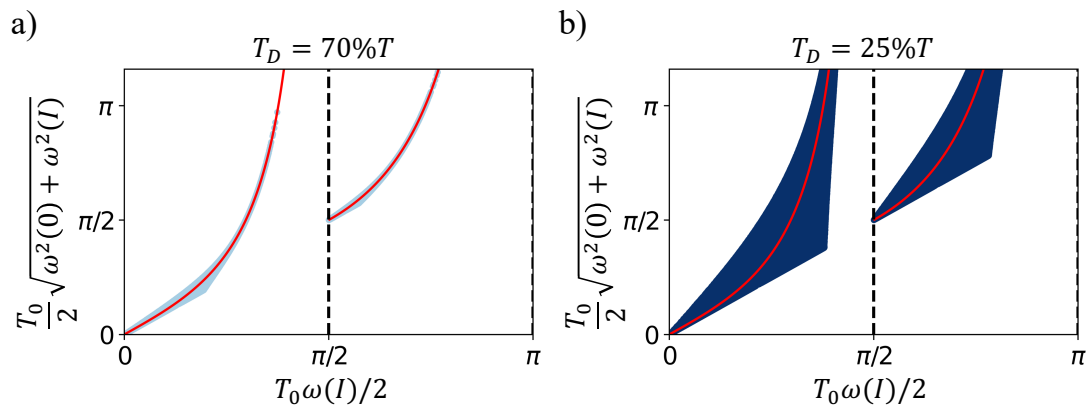 a)
T_D = 70%T
π
π/2
0
0
π/2
π
T_0ω(I)/2
T_0/2 √(ω²(0) + ω²(I))
b)
T_D = 25%T
π
π/2
0
0
π/2
π
T_0ω(I)/2
T_0/2 √(ω²(0) + ω²(I))